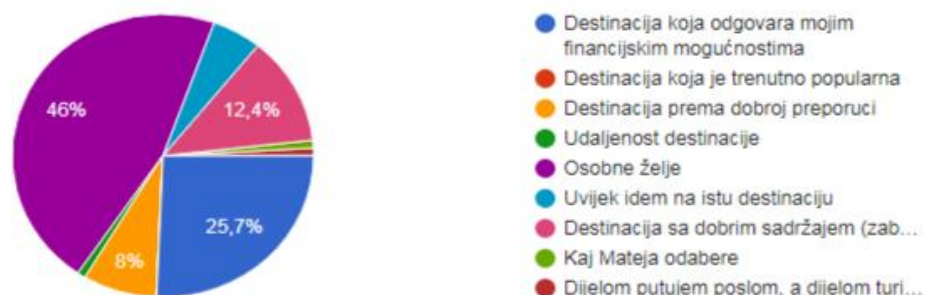 46%
12,4%
25,7%
8%
Destinacija koja odgovara mojim
financijskim mogućnostima
Destinacija koja je trenutno popularna
Destinacija prema dobroj preporuci
Udaljenost destinacije
Osobne želje
Uvijek idem na istu destinaciju
Destinacija sa dobrim sadržajem (zab…
Kaj Mateja odabere
Dijelom putujem poslom, a dijelom turi…